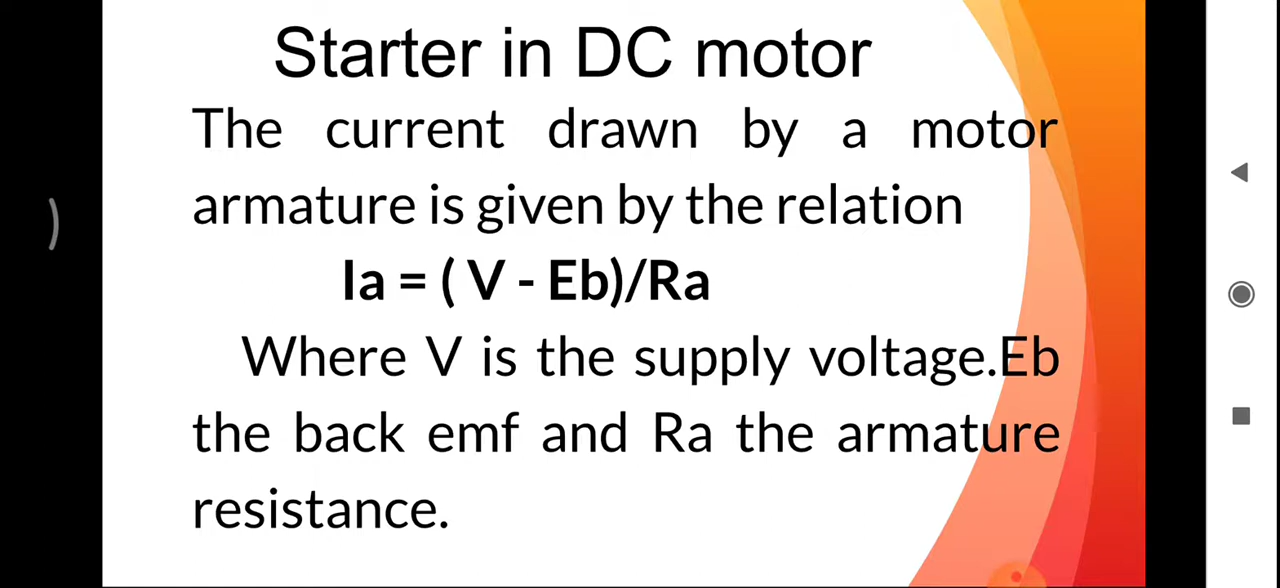 Starter in DC motor
The current drawn by a motor
armature is given by the relation
Ia = ( V - Eb)/Ra
Where V is the supply voltage.Eb
the back emf and Ra the armature
resistance.